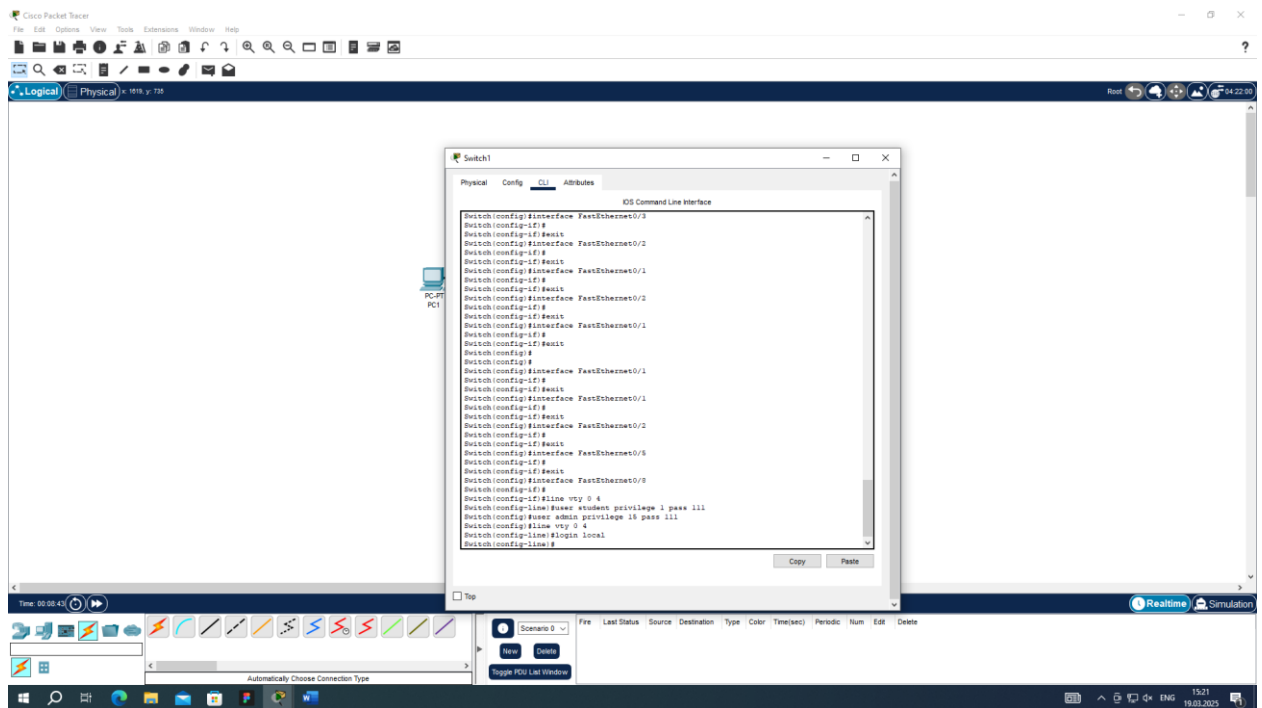 Cisco Packet Tracer
File Edit Options View Tools Extensions Window Help
?
Logical Physical x: 1619, y: 735 Root 04:22:00
Switch1
Physical Config CLI Attributes
IOS Command Line Interface
Switch(config)#interface FastEthernet0/3
Switch(config-if)#
Switch(config-if)#exit
Switch(config)#interface FastEthernet0/2
Switch(config-if)#
Switch(config-if)#exit
Switch(config)#interface FastEthernet0/1
Switch(config-if)#
Switch(config-if)#exit
Switch(config)#interface FastEthernet0/2
Switch(config-if)#
Switch(config-if)#exit
Switch(config)#interface FastEthernet0/1
Switch(config-if)#
Switch(config-if)#exit
Switch(config)#
Switch(config)#
Switch(config)#interface FastEthernet0/1
Switch(config-if)#
Switch(config-if)#exit
Switch(config)#interface FastEthernet0/1
Switch(config-if)#
Switch(config-if)#exit
Switch(config)#interface FastEthernet0/2
Switch(config-if)#
Switch(config-if)#exit
Switch(config)#interface FastEthernet0/5
Switch(config-if)#
Switch(config-if)#exit
Switch(config)#interface FastEthernet0/8
Switch(config-if)#
Switch(config-if)#line vty 0 4
Switch(config-line)#user student privilege 1 pass 111
Switch(config)#user admin privilege 15 pass 111
Switch(config)#line vty 0 4
Switch(config-line)#login local
Switch(config-line)#
Copy Paste
Top
PC-PT
PC1
Time: 00:08:43 Realtime Simulation
Scenario 0
New Delete
Toggle PDU List Window
Fire Last Status Source Destination Type Color Time(sec) Periodic Num Edit Delete
Automatically Choose Connection Type
ENG 15:21
19.03.2025